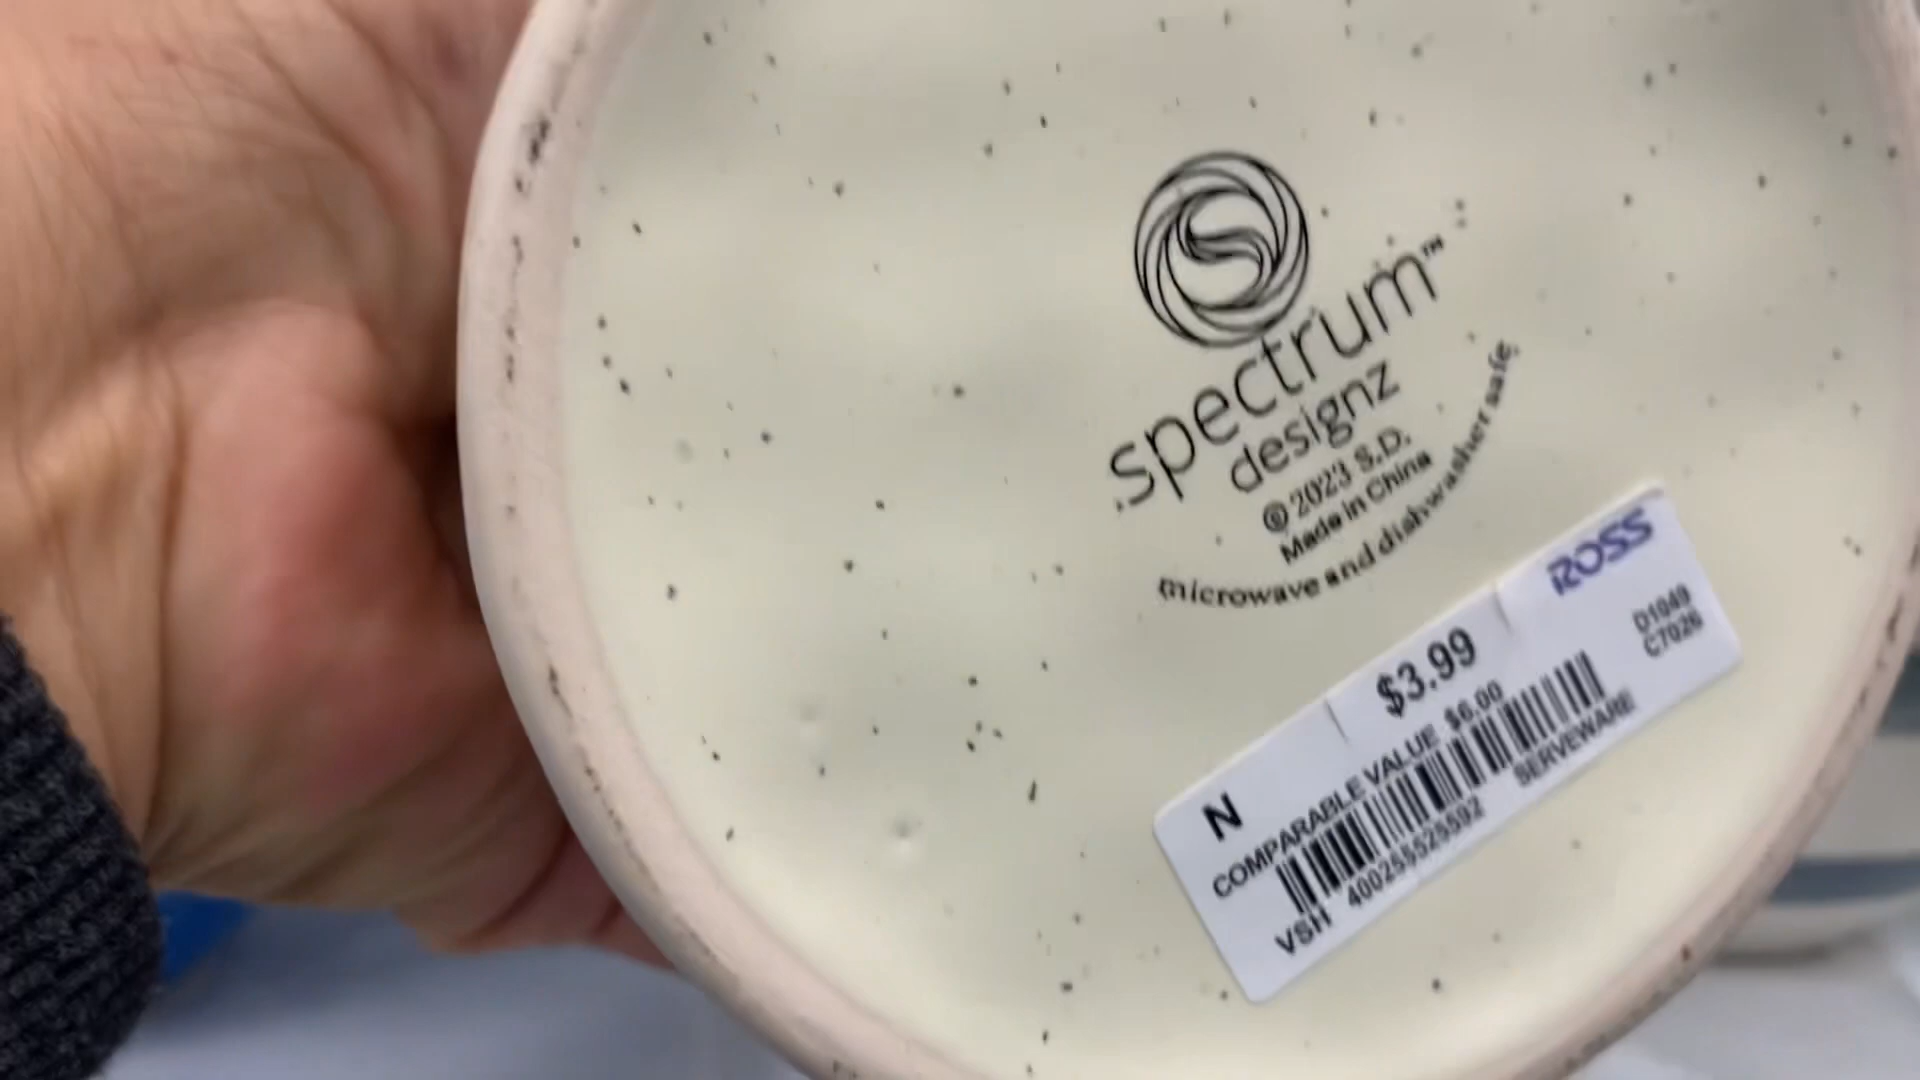 spectrum™
designz
© 2023 S.D.
Made in China
microwave and dishwasher safe
ROSS
D1049
C7026
$3.99
N
COMPARABLE VALUE $6.00
400255525592
VSH
SERVEWARE